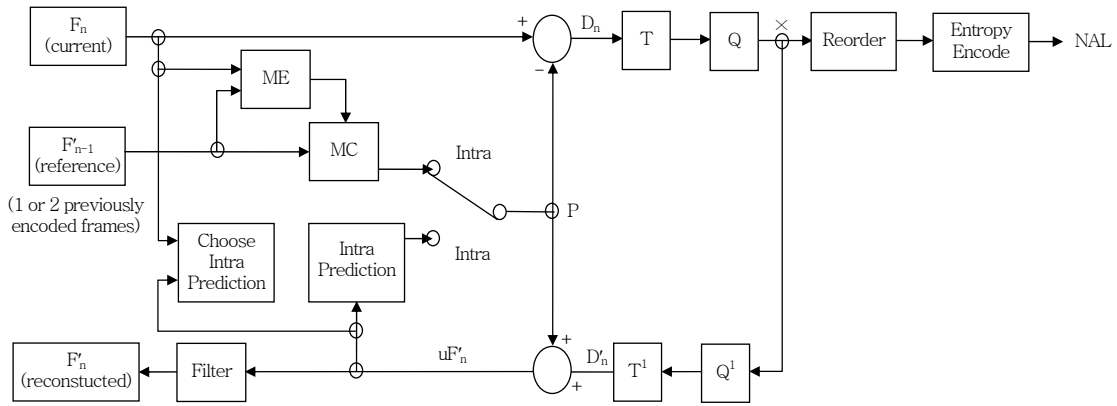 Fₙ
(current)
+
Dₙ
T
Q
×
Reorder
Entropy
Encode
NAL
−
ME
F′ₙ₋₁
(reference)
MC
Intra
(1 or 2 previously
encoded frames)
P
Choose
Intra
Prediction
Intra
Prediction
Intra
F′ₙ
(reconstucted)
Filter
uF′ₙ
+
+
D′ₙ
T¹
Q¹